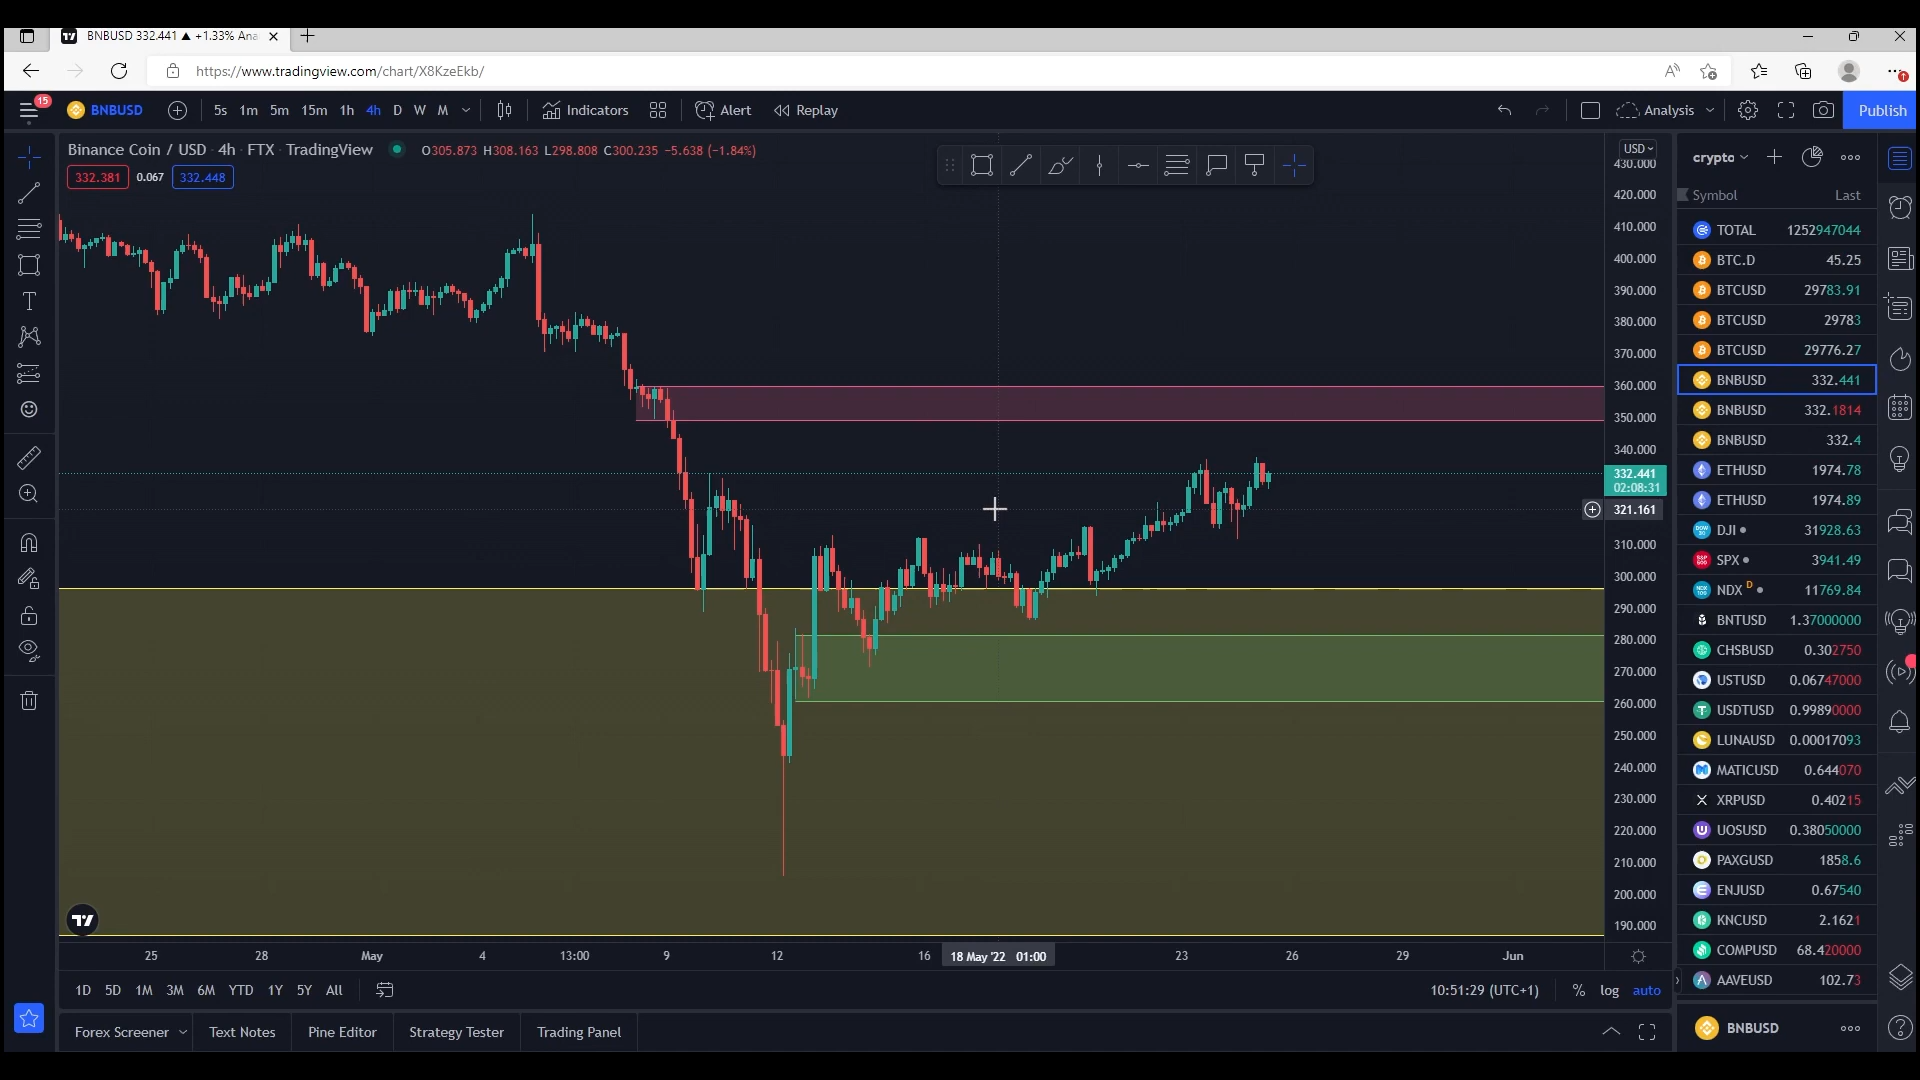 BNBUSD 332.441 ▲ +1.33% Ana
https://www.tradingview.com/chart/X8KzeEkb/
15
BNBUSD 5s 1m 5m 15m 1h 4h D W M Indicators Alert Replay Analysis Publish
Binance Coin / USD · 4h · FTX · TradingView O305.873 H308.163 L298.808 C300.235 -5.638 (-1.84%)
332.381 0.067 332.448
USD
430.000
420.000
410.000
400.000
390.000
380.000
370.000
360.000
350.000
340.000
332.441
02:08:31
321.161
310.000
300.000
290.000
280.000
270.000
260.000
250.000
240.000
230.000
220.000
210.000
200.000
190.000
25 28 May 4 13:00 9 12 16 18 May '22 01:00 23 26 29 Jun
1D 5D 1M 3M 6M YTD 1Y 5Y All 10:51:29 (UTC+1) % log auto
Forex Screener Text Notes Pine Editor Strategy Tester Trading Panel
crypto
Symbol Last
TOTAL 1252947044
BTC.D 45.25
BTCUSD 29783.91
BTCUSD 29783
BTCUSD 29776.27
BNBUSD 332.441
BNBUSD 332.1814
BNBUSD 332.4
ETHUSD 1974.78
ETHUSD 1974.89
DJI 31928.63
SPX 3941.49
NDX D 11769.84
BNTUSD 1.37000000
CHSBUSD 0.302750
USTUSD 0.06747000
USDTUSD 0.99890000
LUNAUSD 0.00017093
MATICUSD 0.644070
XRPUSD 0.40215
UOSUSD 0.38050000
PAXGUSD 1858.6
ENJUSD 0.67540
KNCUSD 2.1621
COMPUSD 68.420000
AAVEUSD 102.73
BNBUSD